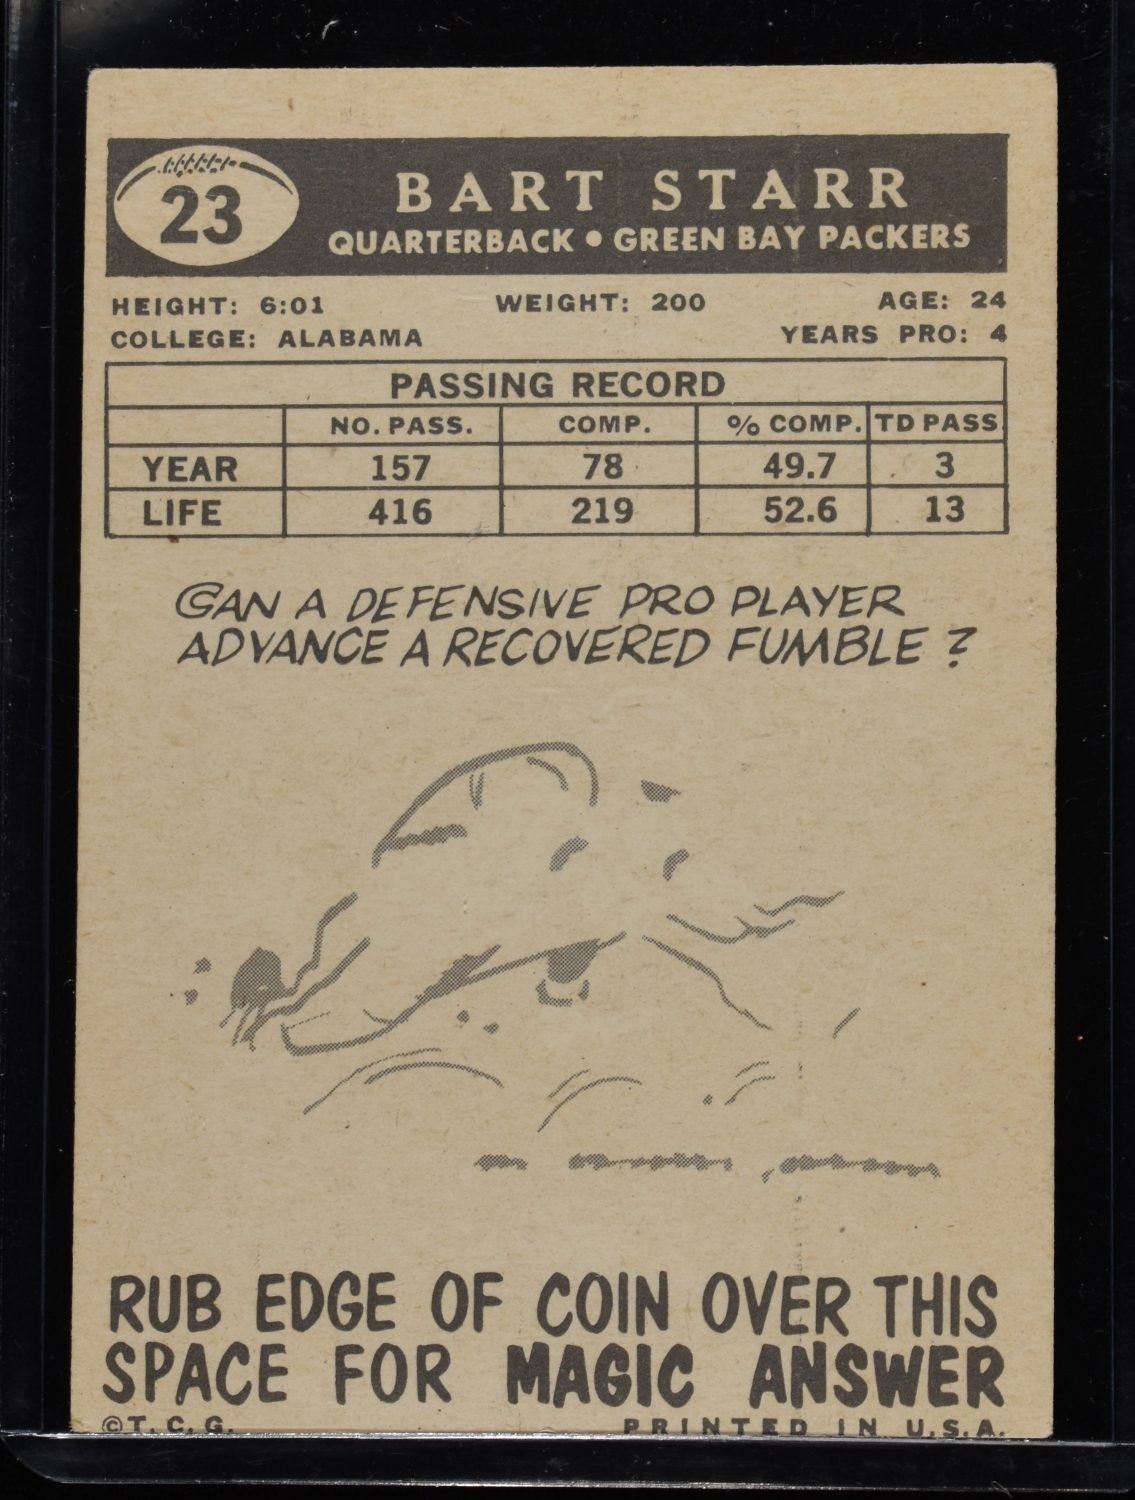 23
BART STARR
QUARTERBACK • GREEN BAY PACKERS
HEIGHT: 6:01 WEIGHT: 200 AGE: 24
COLLEGE: ALABAMA YEARS PRO: 4
PASSING RECORD
NO. PASS. COMP. % COMP. TD PASS
YEAR 157 78 49.7 3
LIFE 416 219 52.6 13
CAN A DEFENSIVE PRO PLAYER
ADVANCE A RECOVERED FUMBLE ?
RUB EDGE OF COIN OVER THIS
SPACE FOR MAGIC ANSWER
©T. C. G. PRINTED IN U.S.A.